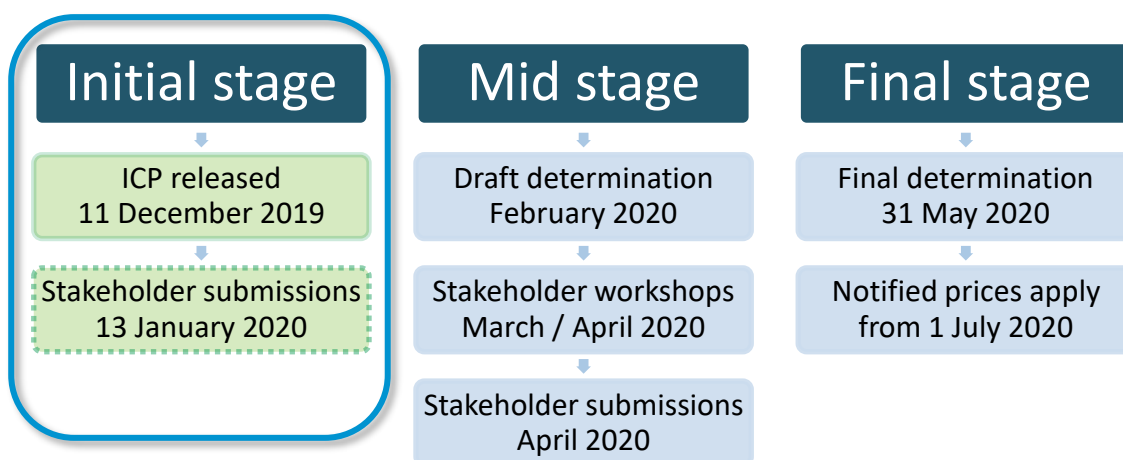 Initial stage
ICP released
11 December 2019
Stakeholder submissions
13 January 2020
Mid stage
Draft determination
February 2020
Stakeholder workshops
March / April 2020
Stakeholder submissions
April 2020
Final stage
Final determination
31 May 2020
Notified prices apply
from 1 July 2020